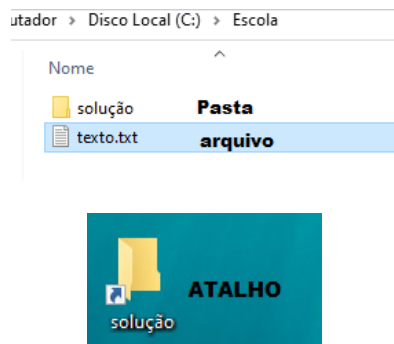 utador > Disco Local (C:) > Escola
Nome
solução Pasta
texto.txt arquivo
ATALHO
solução